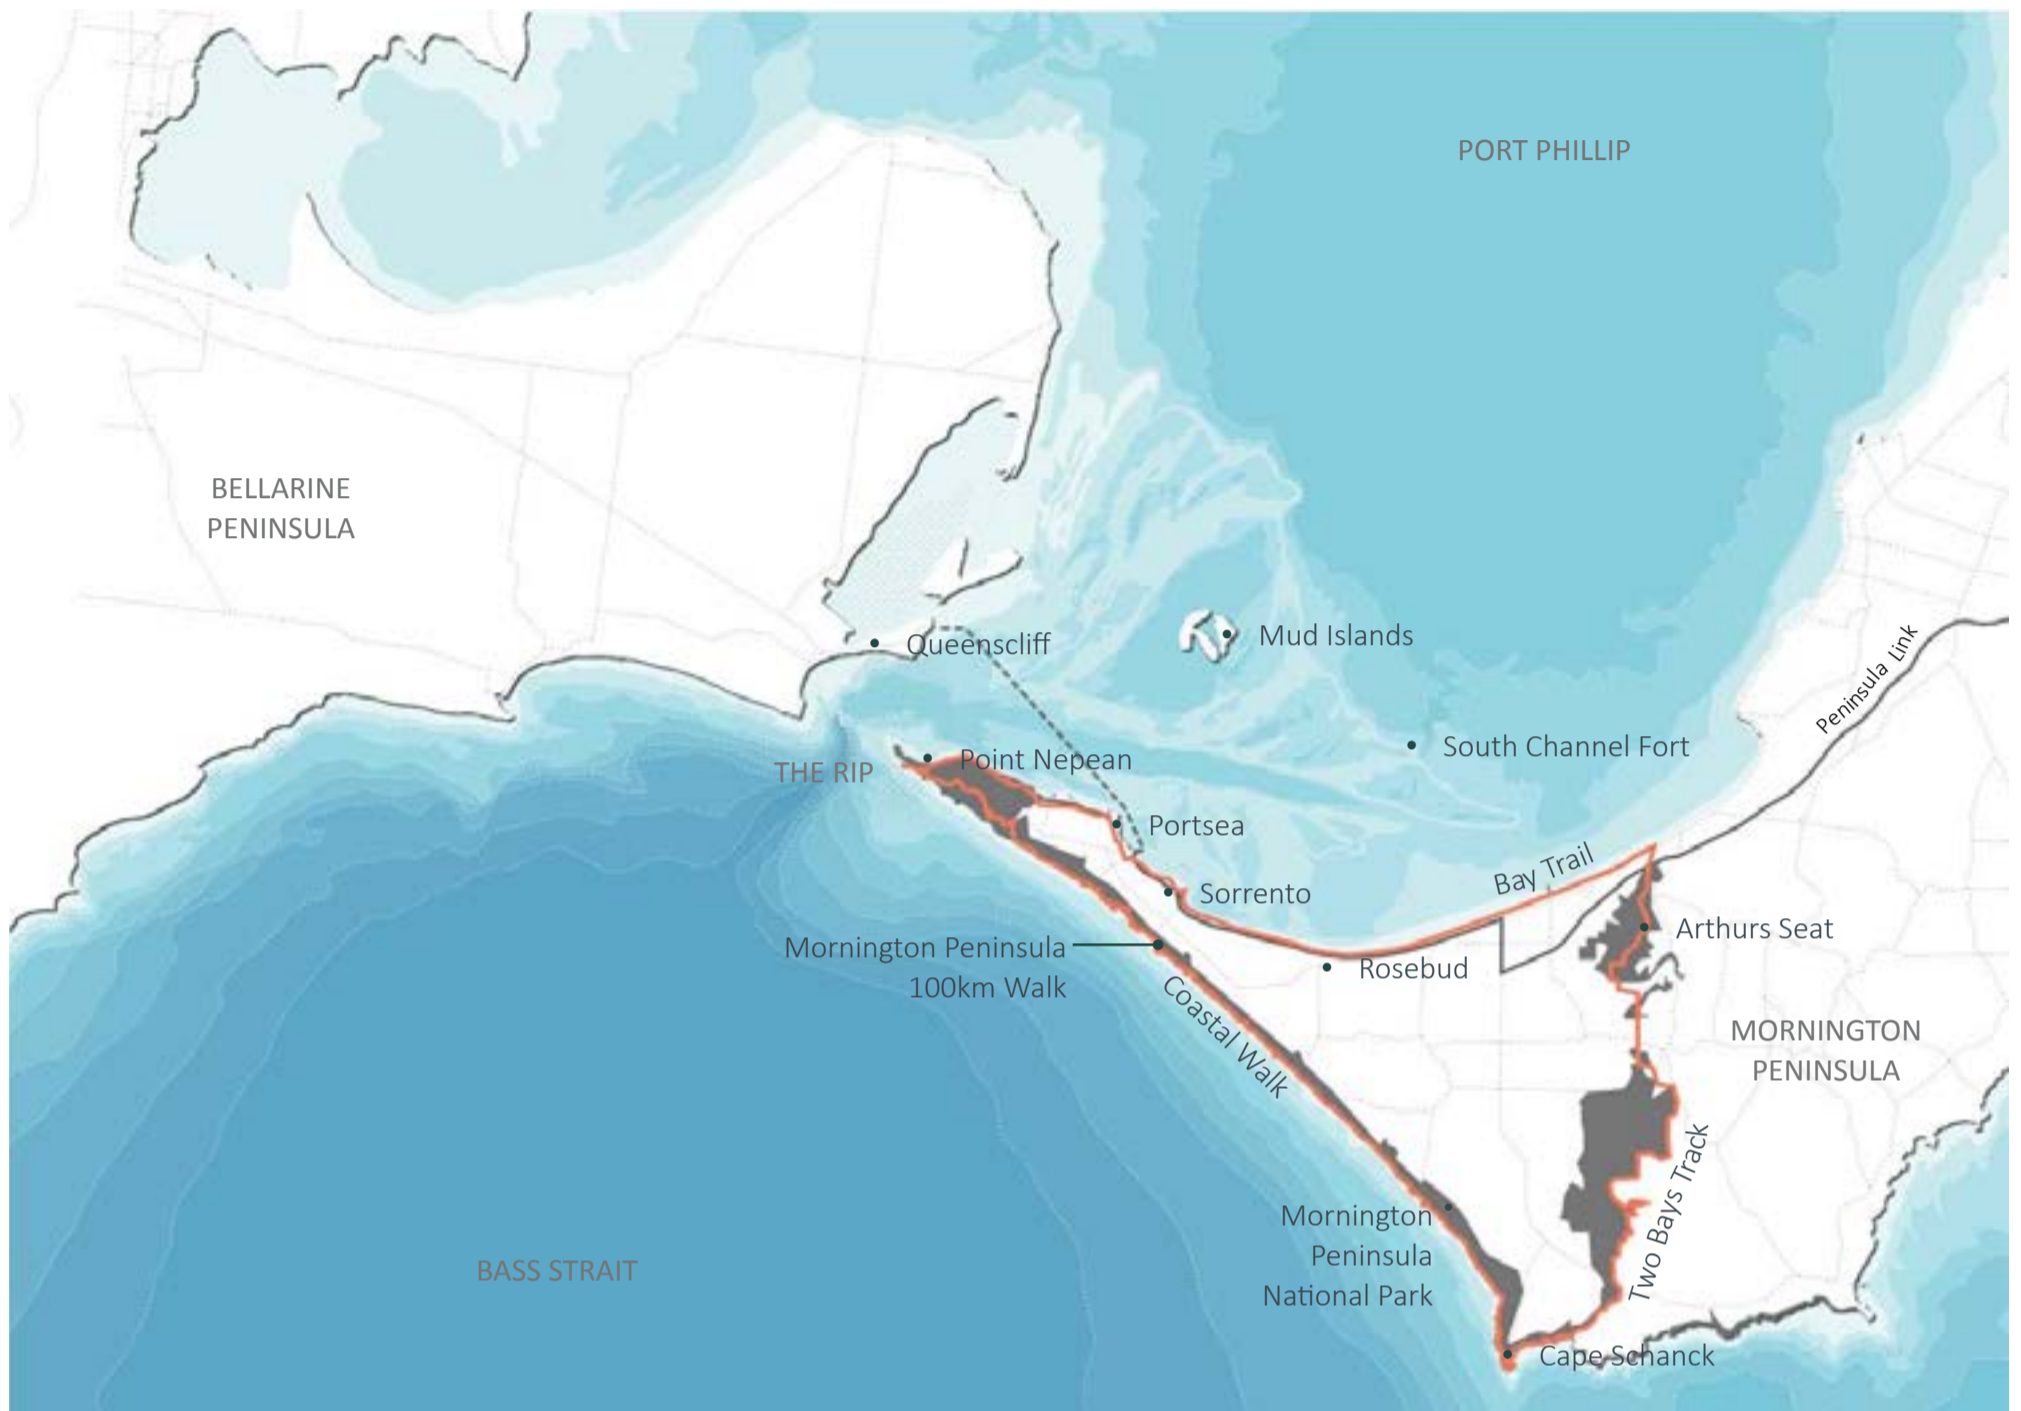 PORT PHILLIP
BELLARINE
PENINSULA
Queenscliff
Mud Islands
Peninsula Link
South Channel Fort
Point Nepean
THE RIP
Portsea
Bay Trail
Sorrento
Arthurs Seat
Mornington Peninsula
100km Walk
Rosebud
Coastal Walk
MORNINGTON
PENINSULA
Two Bays Track
Mornington
Peninsula
National Park
BASS STRAIT
Cape Schanck